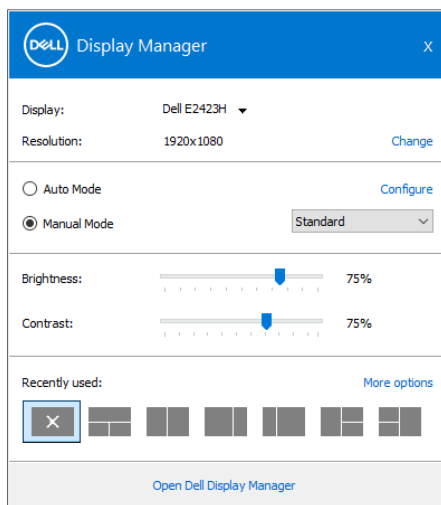 DELL Display Manager X
Display: Dell E2423H
Resolution: 1920x1080 Change
Auto Mode Configure
Manual Mode Standard
Brightness: 75%
Contrast: 75%
Recently used: More options
Open Dell Display Manager